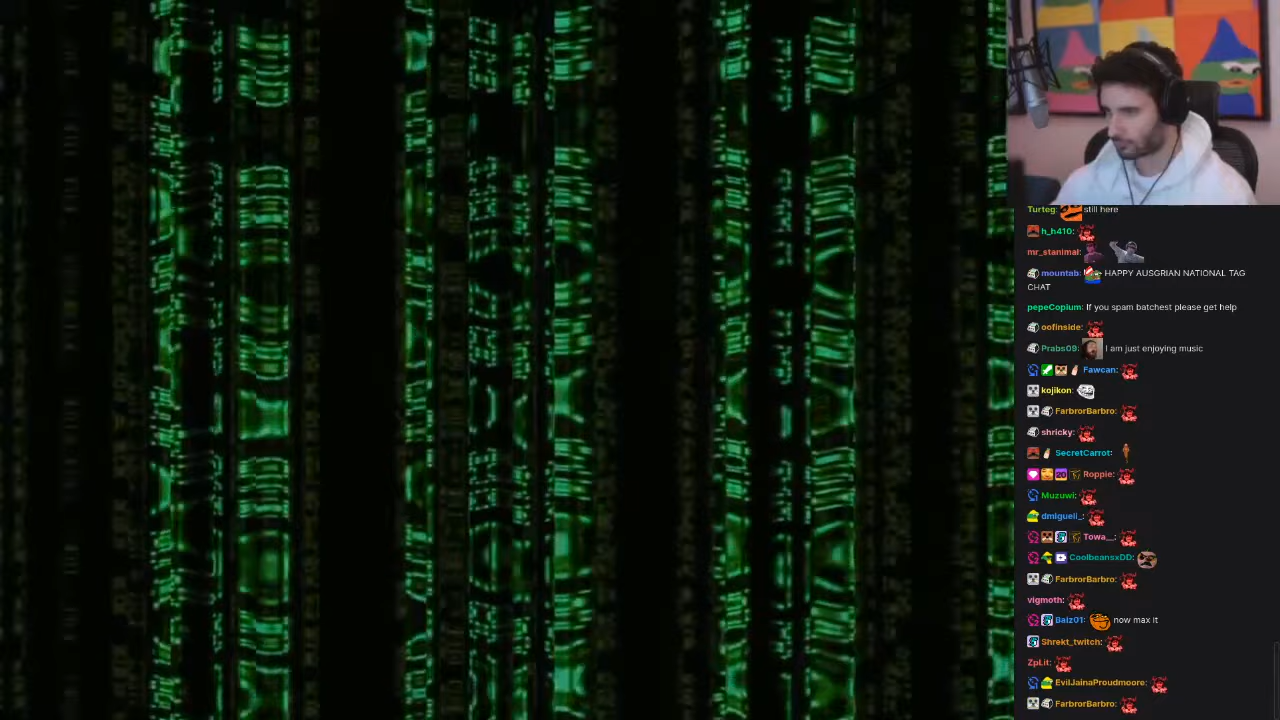 Turteg: still here
h_h410:
mr_stanimal:
mountab: HAPPY AUSGRIAN NATIONAL TAG
CHAT
pepeCopium: If you spam batchest please get help
oofinside:
Prabs09: I am just enjoying music
Fawcan:
kojikon:
FarbrorBarbro:
shricky:
SecretCarrot:
Roppie:
Muzuwi:
dmigueli_:
Towa__:
CoolbeansxDD:
FarbrorBarbro:
vigmoth:
Balz01: now max it
Shrekt_twitch:
ZpLit:
EvilJainaProudmoore:
FarbrorBarbro: